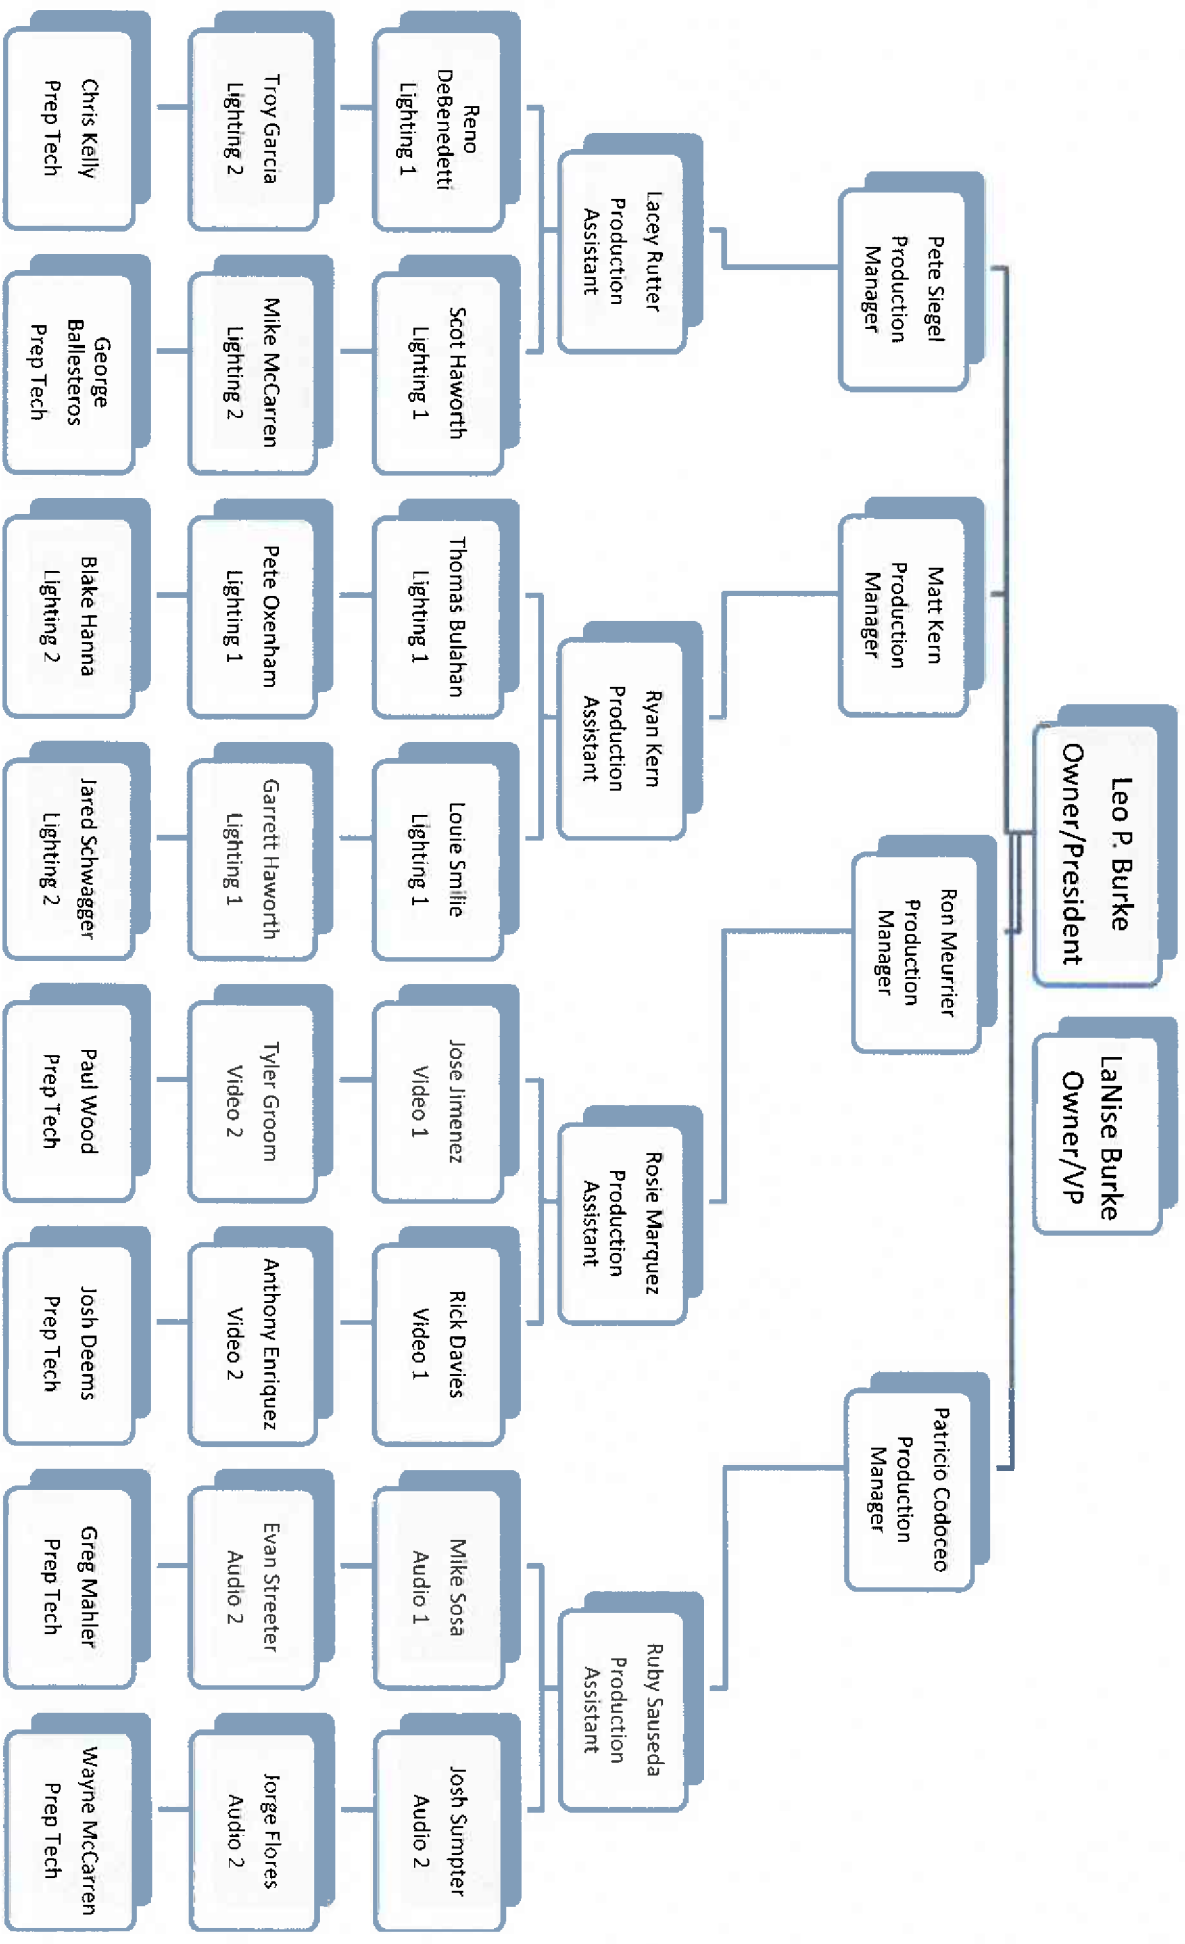 Leo P. Burke
Owner/President
LaNise Burke
Owner/VP
Pete Siegel
Production
Manager
Matt Kern
Production
Manager
Ron Meurrier
Production
Manager
Patricio Codoceo
Production
Manager
Lacey Rutter
Production
Assistant
Ryan Kern
Production
Assistant
Rosie Marquez
Production
Assistant
Ruby Sauseda
Production
Assistant
Reno
DeBenedetti
Lighting 1
Scot Haworth
Lighting 1
Thomas Bulahan
Lighting 1
Louie Smilie
Lighting 1
Jose Jimenez
Video 1
Rick Davies
Video 1
Mike Sosa
Audio 1
Josh Sumpter
Audio 2
Troy Garcia
Lighting 2
Mike McCarren
Lighting 2
Pete Oxenham
Lighting 1
Garrett Haworth
Lighting 1
Tyler Groom
Video 2
Anthony Enriquez
Video 2
Evan Streeter
Audio 2
Jorge Flores
Audio 2
Chris Kelly
Prep Tech
George
Ballesteros
Prep Tech
Blake Hanna
Lighting 2
Jared Schwagger
Lighting 2
Paul Wood
Prep Tech
Josh Deems
Prep Tech
Greg Mahler
Prep Tech
Wayne McCarren
Prep Tech